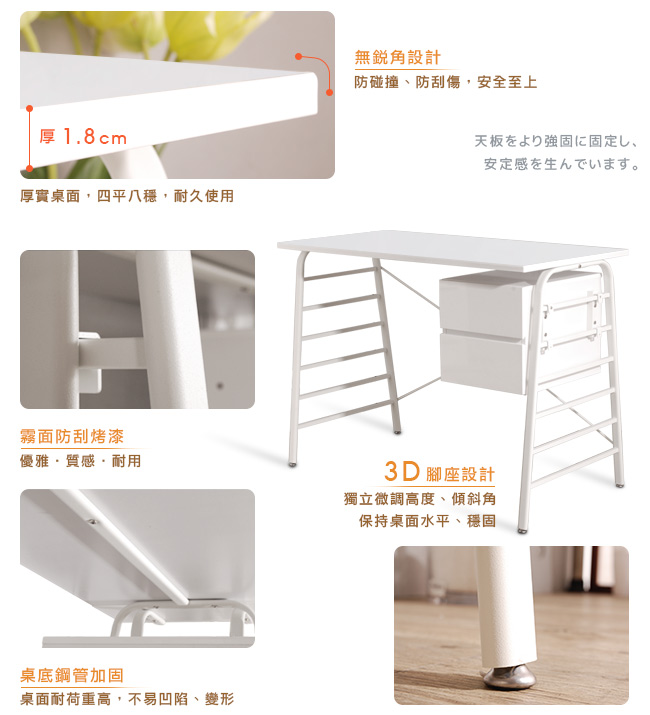 無鋭角設計
防碰撞、防刮傷，安全至上
厚 1.8cm
天板をより強固に固定し、
安定感を生んでいます。
厚實桌面，四平八穩，耐久使用
霧面防刮烤漆
優雅・質感・耐用
3D 腳座設計
獨立微調高度、傾斜角
保持桌面水平、穩固
桌底鋼管加固
桌面耐荷重高，不易凹陷、變形